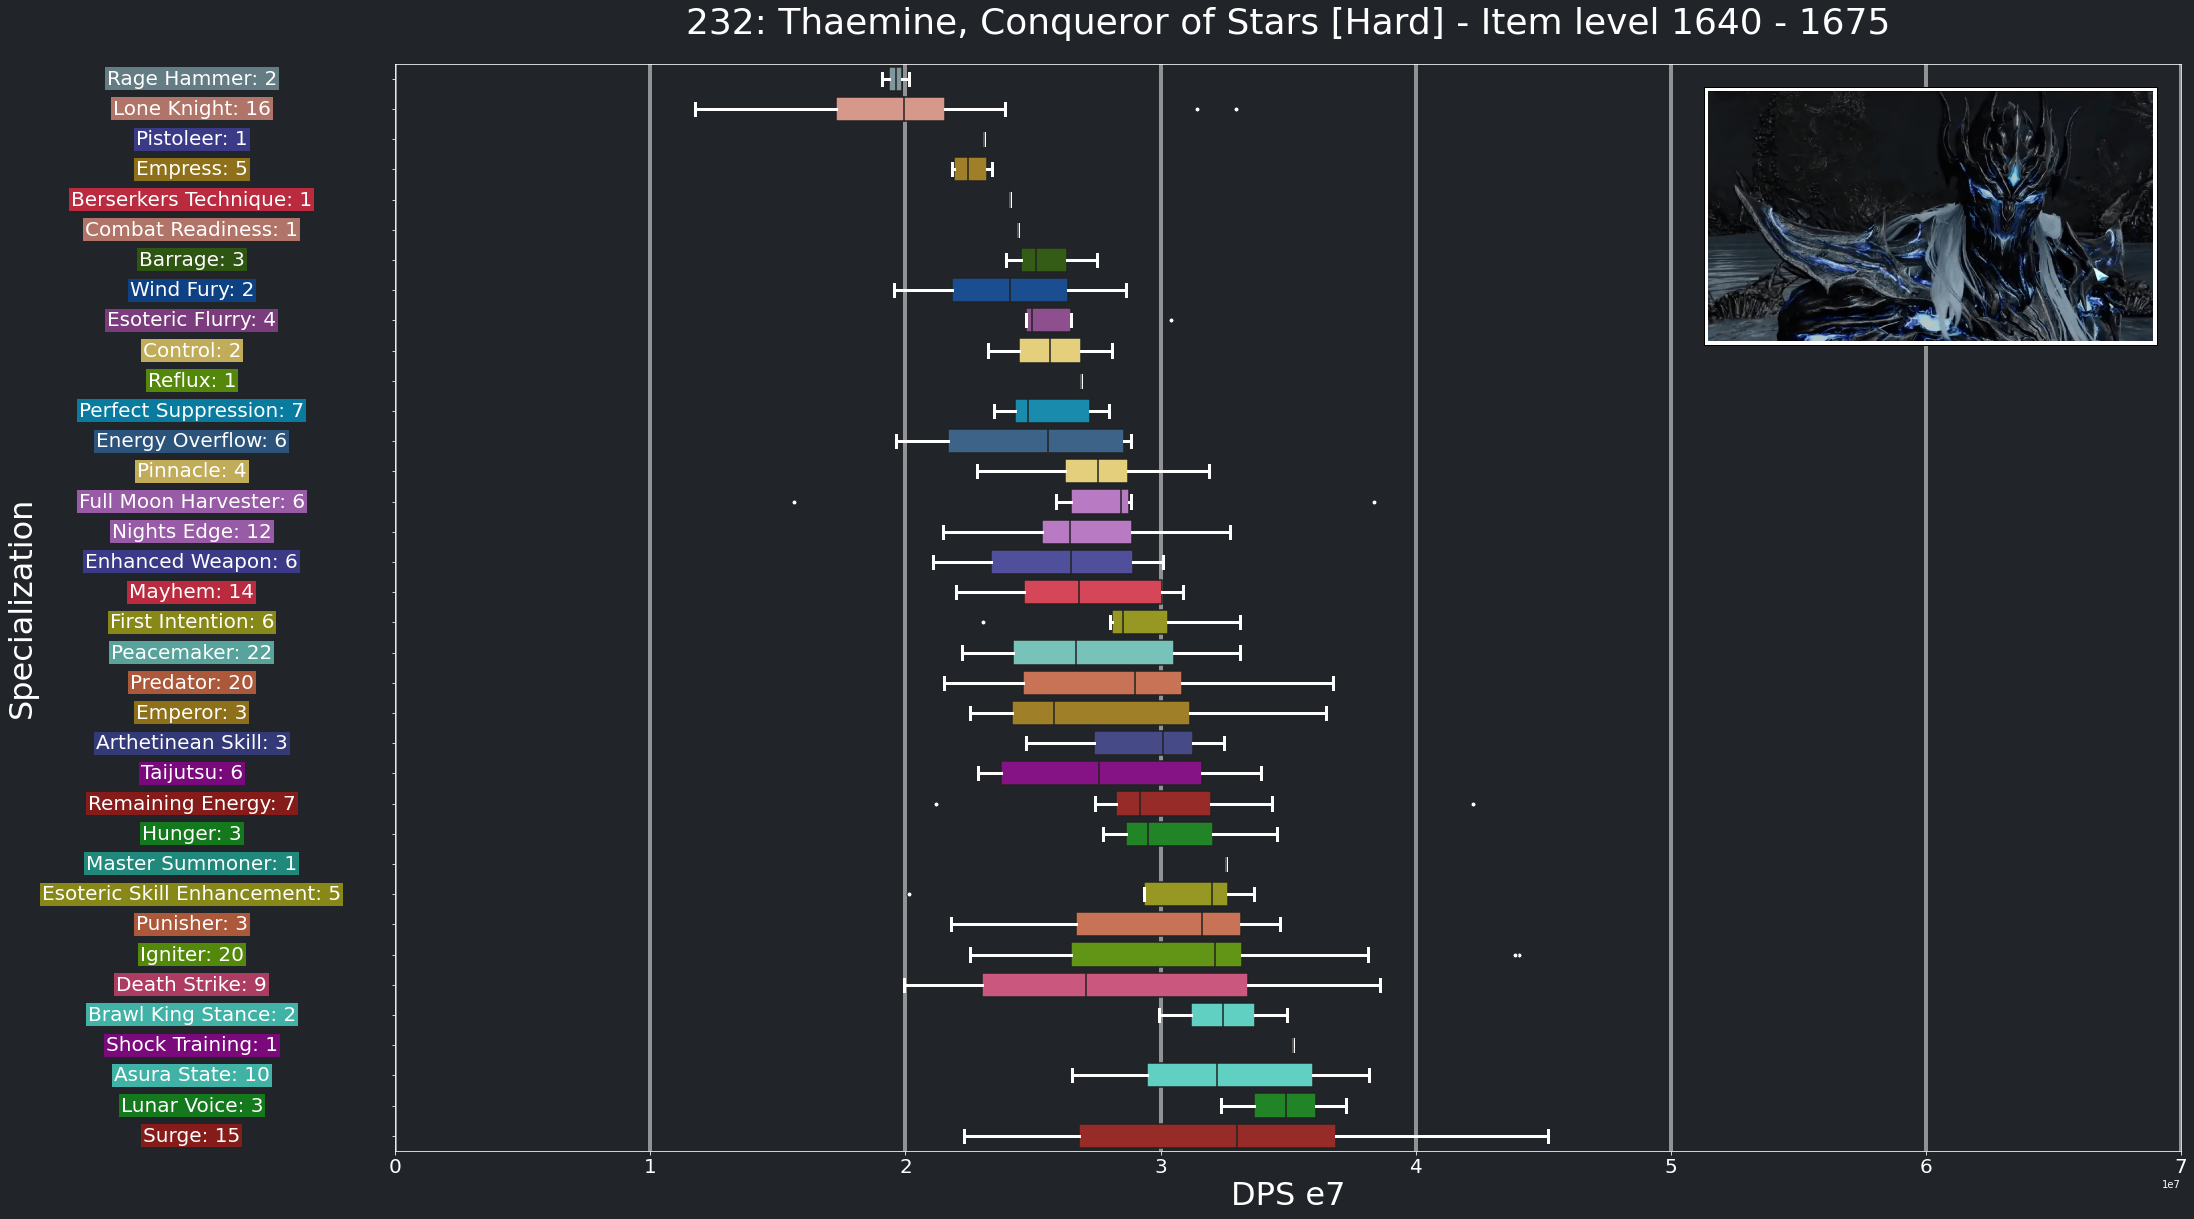 232: Thaemine, Conqueror of Stars [Hard] - Item level 1640 - 1675
Specialization
Rage Hammer: 2
Lone Knight: 16
Pistoleer: 1
Empress: 5
Berserkers Technique: 1
Combat Readiness: 1
Barrage: 3
Wind Fury: 2
Esoteric Flurry: 4
Control: 2
Reflux: 1
Perfect Suppression: 7
Energy Overflow: 6
Pinnacle: 4
Full Moon Harvester: 6
Nights Edge: 12
Enhanced Weapon: 6
Mayhem: 14
First Intention: 6
Peacemaker: 22
Predator: 20
Emperor: 3
Arthetinean Skill: 3
Taijutsu: 6
Remaining Energy: 7
Hunger: 3
Master Summoner: 1
Esoteric Skill Enhancement: 5
Punisher: 3
Igniter: 20
Death Strike: 9
Brawl King Stance: 2
Shock Training: 1
Asura State: 10
Lunar Voice: 3
Surge: 15
0 1 2 3 4 5 6 7
1e7
DPS e7